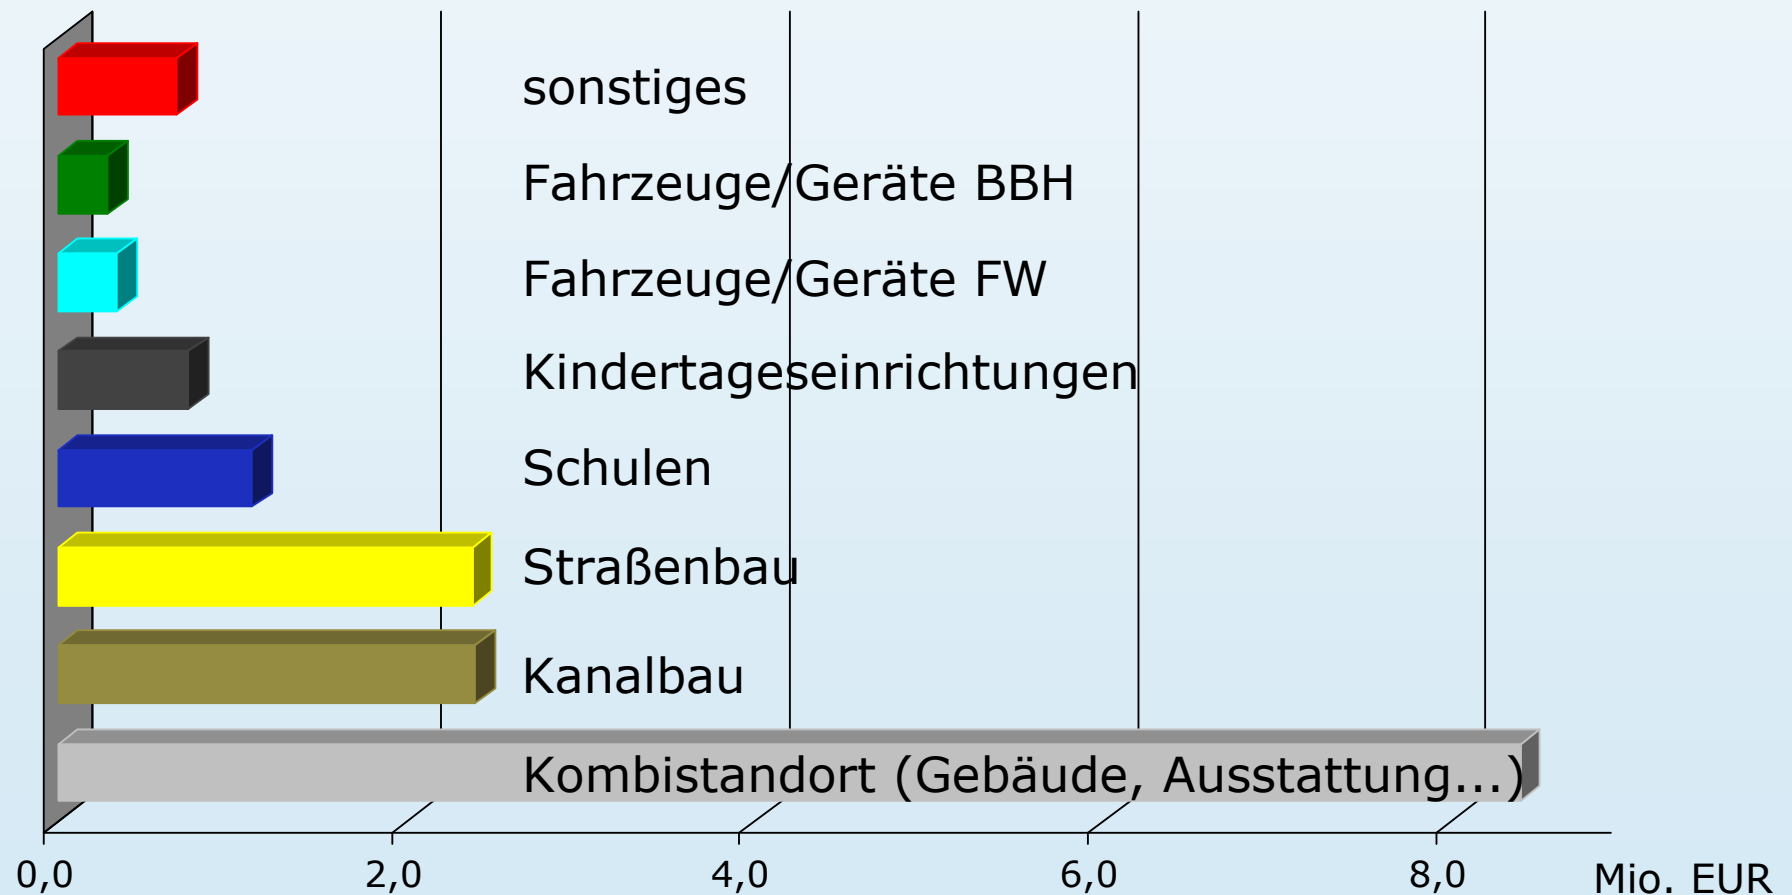 sonstiges
Fahrzeuge/Geräte BBH
Fahrzeuge/Geräte FW
Kindertageseinrichtungen
Schulen
Straßenbau
Kanalbau
Kombistandort (Gebäude, Ausstattung...)
0,0 2,0 4,0 6,0 8,0 Mio. EUR